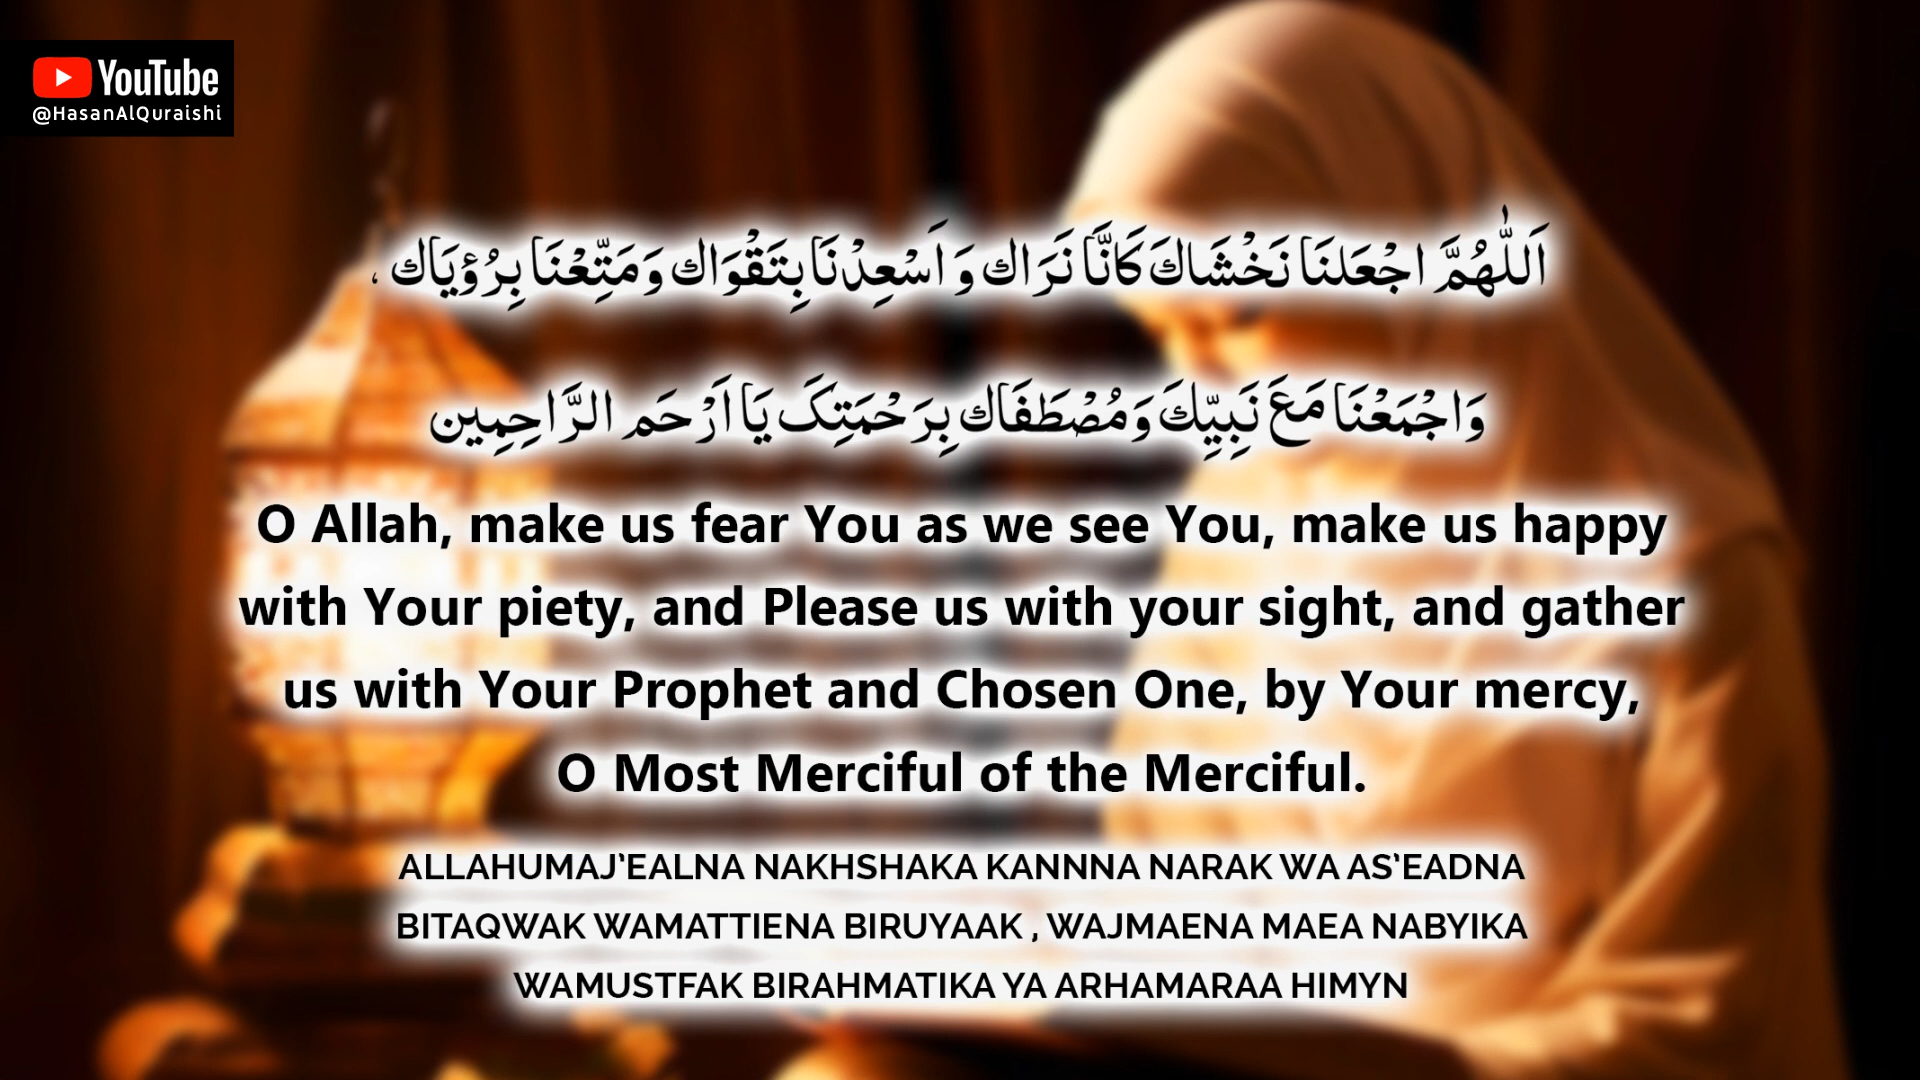 YouTube
@HasanAlQuraishi
اَللّٰهُمَّ اجْعَلنَا نَخْشَاكَ كَانَّا نَرَاك وَ اَسْعِدْنَا بِتَقْوَاك وَمَتِّعْنَا بِرُؤيَاك ،
وَاجْمَعْنَا مَعَ نَبِيِّكَ وَمُصْطَفَاك بِرَحْمَتِکَ يَا اَرْحَم الرَّاحِمِين
O Allah, make us fear You as we see You, make us happy
with Your piety, and Please us with your sight, and gather
us with Your Prophet and Chosen One, by Your mercy,
O Most Merciful of the Merciful.
ALLAHUMAJ'EALNA NAKHSHAKA KANNNA NARAK WA AS'EADNA
BITAQWAK WAMATTIENA BIRUYAAK , WAJMAENA MAEA NABYIKA
WAMUSTFAK BIRAHMATIKA YA ARHAMARAA HIMYN